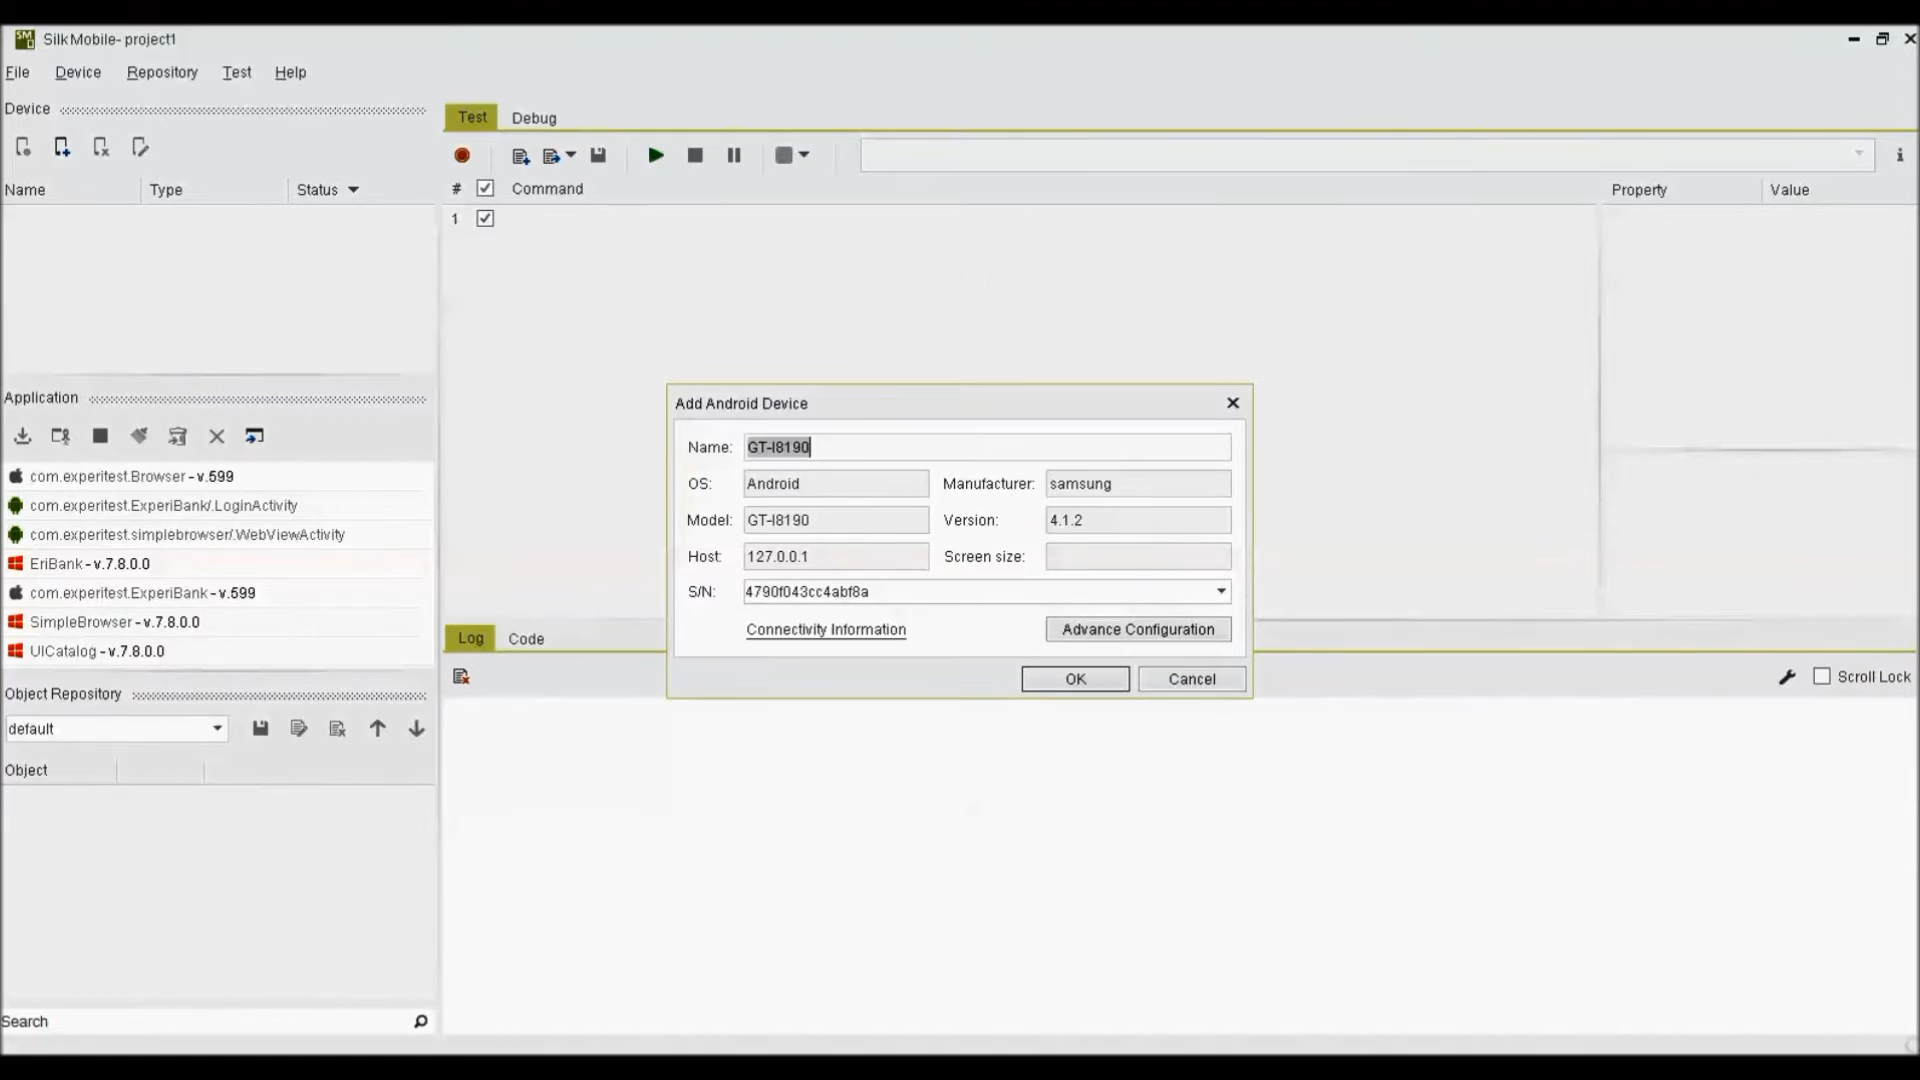 Silk Mobile- project1
File Device Repository Test Help
Device
Name Type Status
Application
com.experitest.Browser - v.599
com.experitest.ExperiBank/.LoginActivity
com.experitest.simplebrowser/.WebViewActivity
EriBank - v.7.8.0.0
com.experitest.ExperiBank - v.599
SimpleBrowser - v.7.8.0.0
UICatalog - v.7.8.0.0
Object Repository
default
Object
Search
Test Debug
# Command
1
Property Value
Add Android Device
Name: GT-I8190
OS: Android Manufacturer: samsung
Model: GT-I8190 Version: 4.1.2
Host: 127.0.0.1 Screen size:
S/N: 4790f043cc4abf8a
Connectivity Information Advance Configuration
OK Cancel
Log Code
Scroll Lock